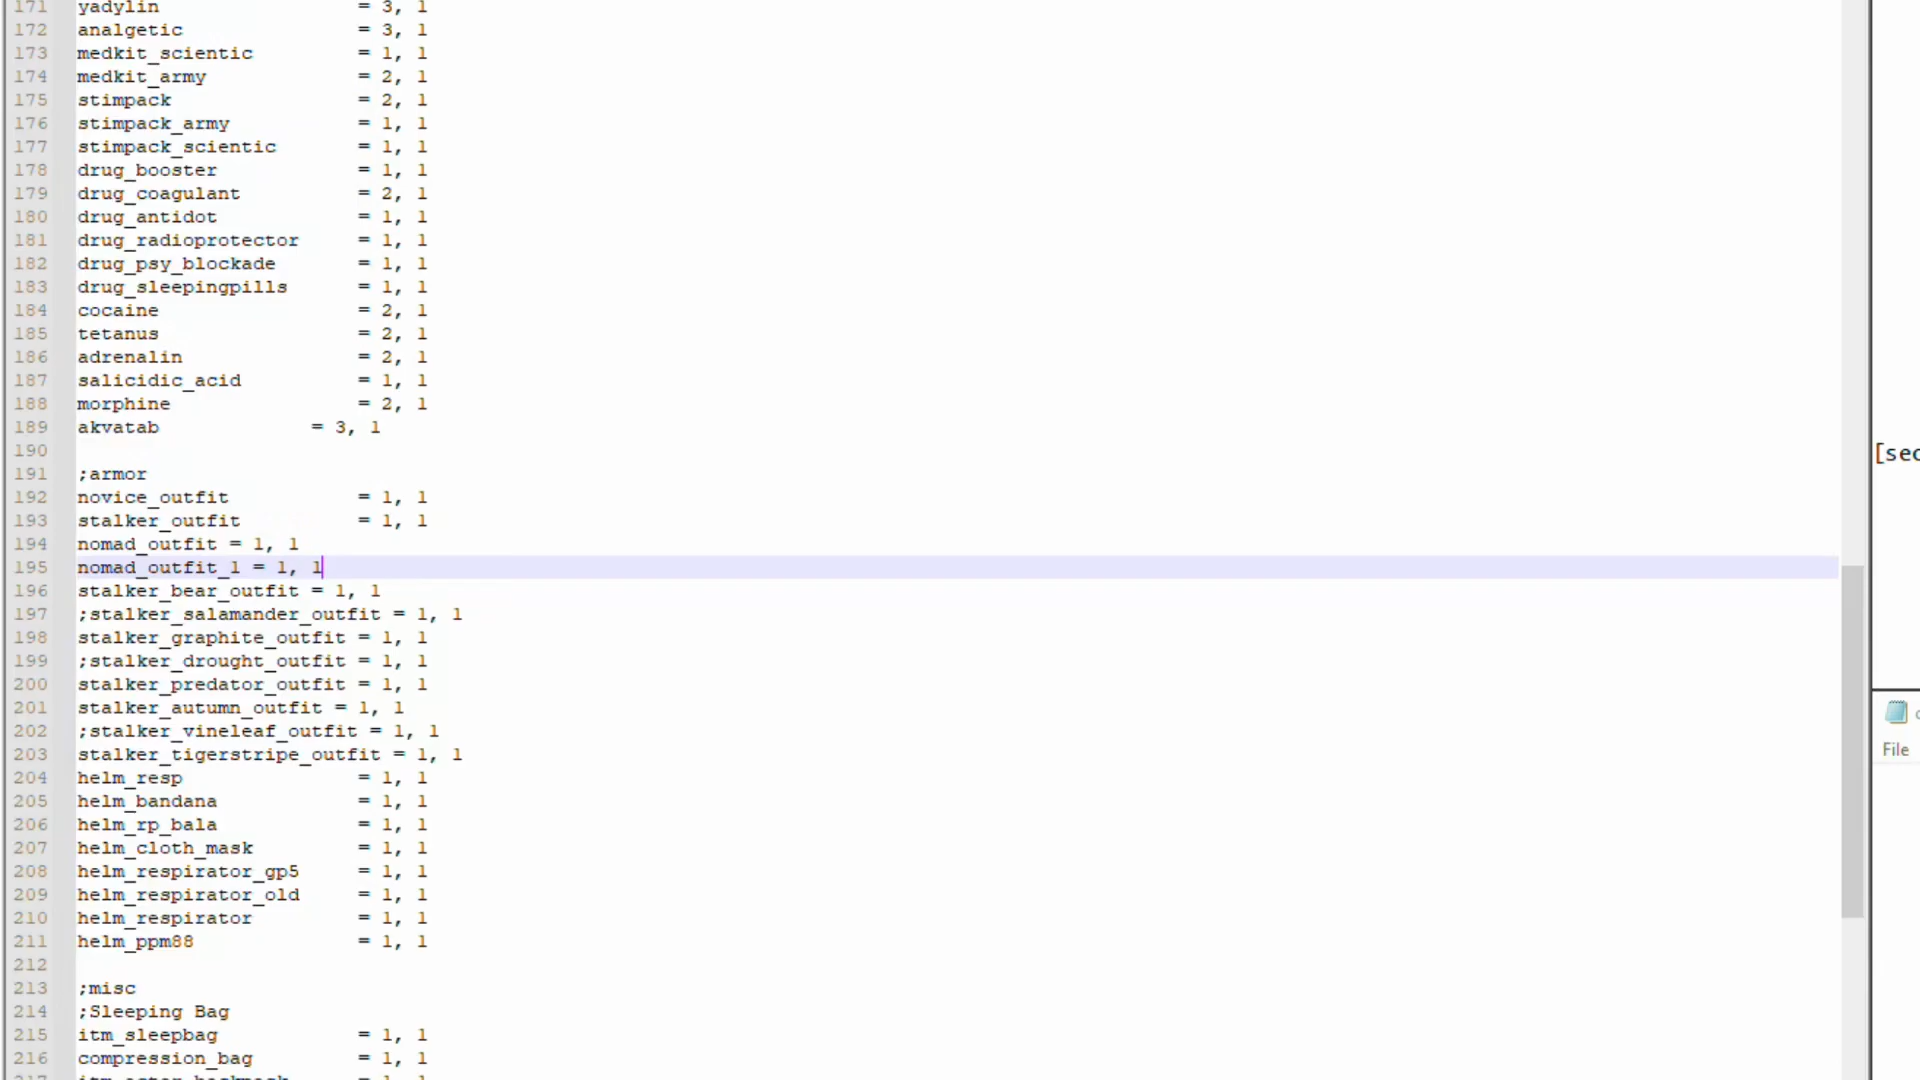 171 yadylin = 3, 1
172 analgetic = 3, 1
173 medkit_scientic = 1, 1
174 medkit_army = 2, 1
175 stimpack = 2, 1
176 stimpack_army = 1, 1
177 stimpack_scientic = 1, 1
178 drug_booster = 1, 1
179 drug_coagulant = 2, 1
180 drug_antidot = 1, 1
181 drug_radioprotector = 1, 1
182 drug_psy_blockade = 1, 1
183 drug_sleepingpills = 1, 1
184 cocaine = 2, 1
185 tetanus = 2, 1
186 adrenalin = 2, 1
187 salicidic_acid = 1, 1
188 morphine = 2, 1
189 akvatab = 3, 1
190
191 ;armor
192 novice_outfit = 1, 1
193 stalker_outfit = 1, 1
194 nomad_outfit = 1, 1
195 nomad_outfit_1 = 1, 1
196 stalker_bear_outfit = 1, 1
197 ;stalker_salamander_outfit = 1, 1
198 stalker_graphite_outfit = 1, 1
199 ;stalker_drought_outfit = 1, 1
200 stalker_predator_outfit = 1, 1
201 stalker_autumn_outfit = 1, 1
202 ;stalker_vineleaf_outfit = 1, 1
203 stalker_tigerstripe_outfit = 1, 1
204 helm_resp = 1, 1
205 helm_bandana = 1, 1
206 helm_rp_bala = 1, 1
207 helm_cloth_mask = 1, 1
208 helm_respirator_gp5 = 1, 1
209 helm_respirator_old = 1, 1
210 helm_respirator = 1, 1
211 helm_ppm88 = 1, 1
212
213 ;misc
214 ;Sleeping Bag
215 itm_sleepbag = 1, 1
216 compression_bag = 1, 1
[sec
File